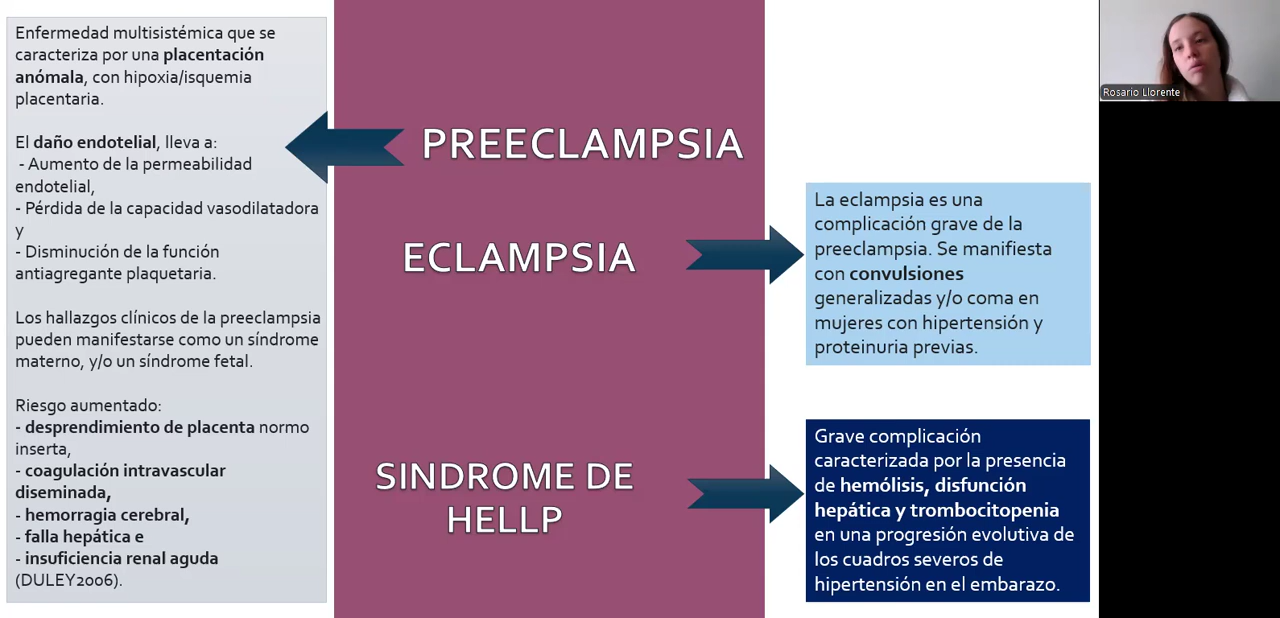 Enfermedad multisistémica que se
caracteriza por una placentación
anómala, con hipoxia/isquemia
placentaria.
El daño endotelial, lleva a:
- Aumento de la permeabilidad
endotelial,
- Pérdida de la capacidad vasodilatadora
y
- Disminución de la función
antiagregante plaquetaria.
Los hallazgos clínicos de la preeclampsia
pueden manifestarse como un síndrome
materno, y/o un síndrome fetal.
Riesgo aumentado:
- desprendimiento de placenta normo
inserta,
- coagulación intravascular
diseminada,
- hemorragia cerebral,
- falla hepática e
- insuficiencia renal aguda
(DULEY2006).
PREECLAMPSIA
ECLAMPSIA
SINDROME DE
HELLP
La eclampsia es una
complicación grave de la
preeclampsia. Se manifiesta
con convulsiones
generalizadas y/o coma en
mujeres con hipertensión y
proteinuria previas.
Grave complicación
caracterizada por la presencia
de hemólisis, disfunción
hepática y trombocitopenia
en una progresión evolutiva de
los cuadros severos de
hipertensión en el embarazo.
Rosario Llorente